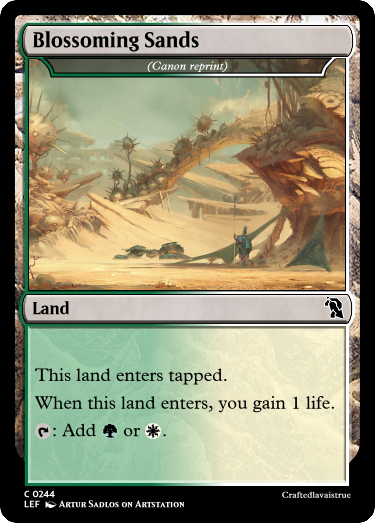 Blossoming Sands
(Canon reprint)
Land
This land enters tapped.
When this land enters, you gain 1 life.
: Add or .
C 0244
LEF Artur Sadlos on Artstation
Craftedlavaistrue